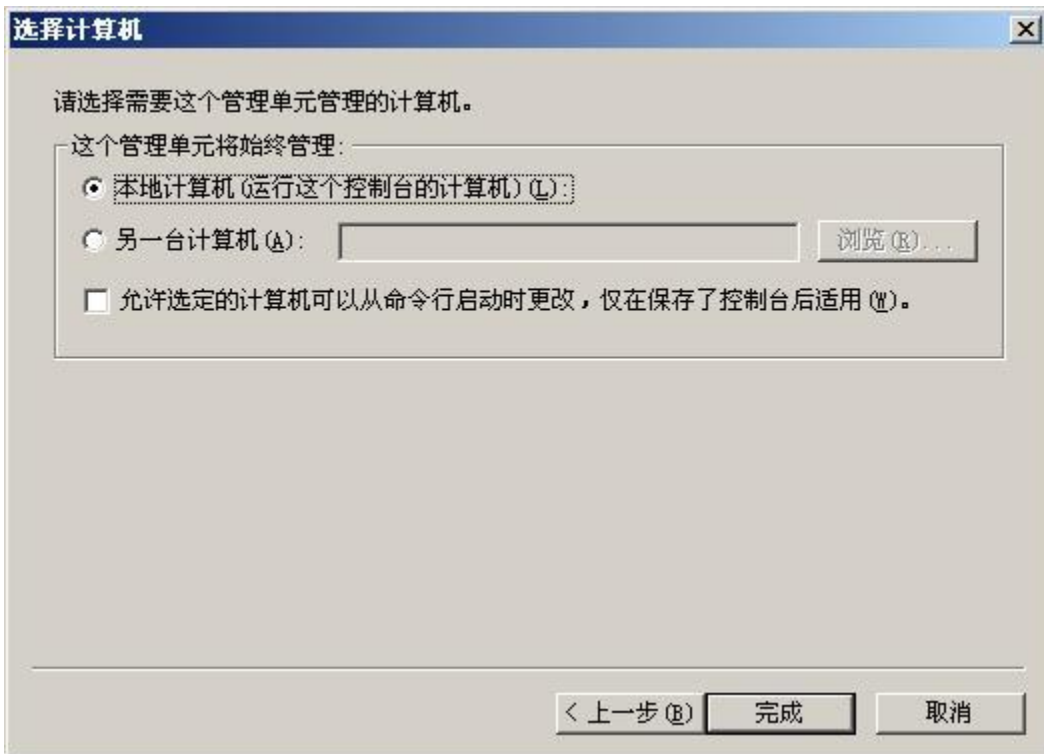 选择计算机
请选择需要这个管理单元管理的计算机。
这个管理单元将始终管理:
本地计算机(运行这个控制台的计算机)(L):
另一台计算机(A):
浏览(R)...
允许选定的计算机可以从命令行启动时更改，仅在保存了控制台后适用(W)。
< 上一步(B)
完成
取消